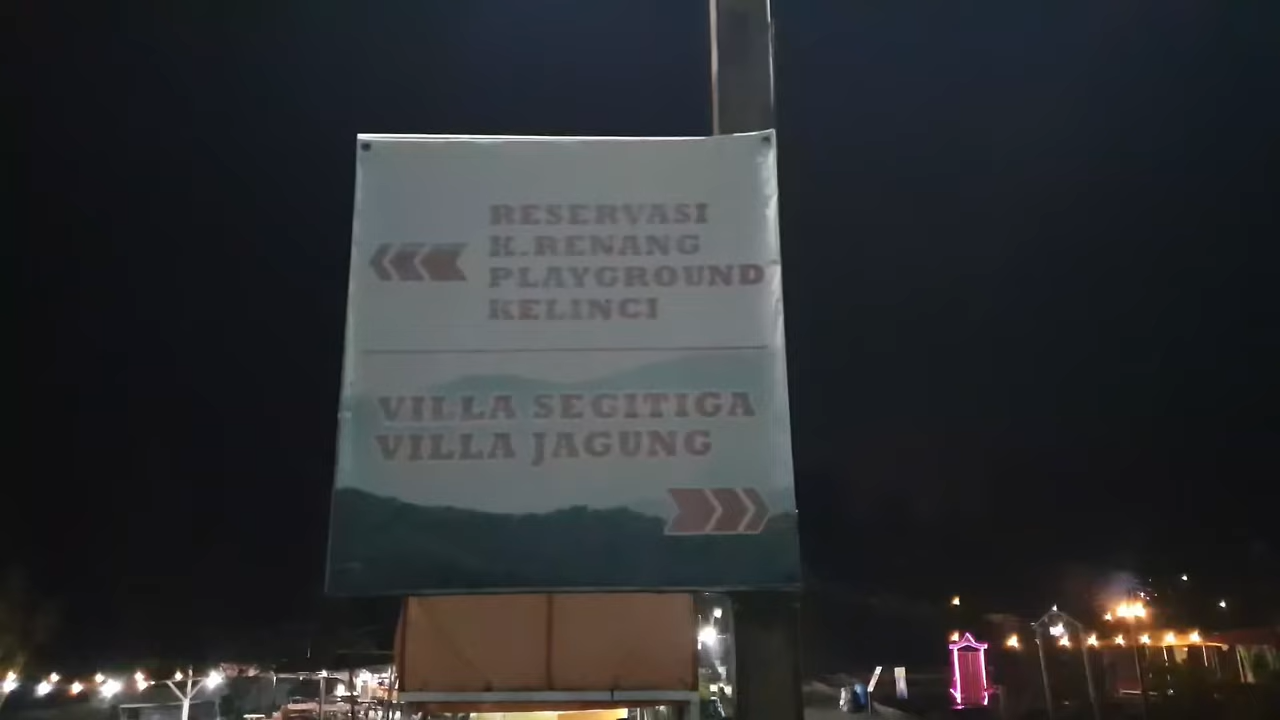 RESERVASI
K.RENANG
PLAYGROUND
KELINCI
VILLA SEGITIGA
VILLA JAGUNG